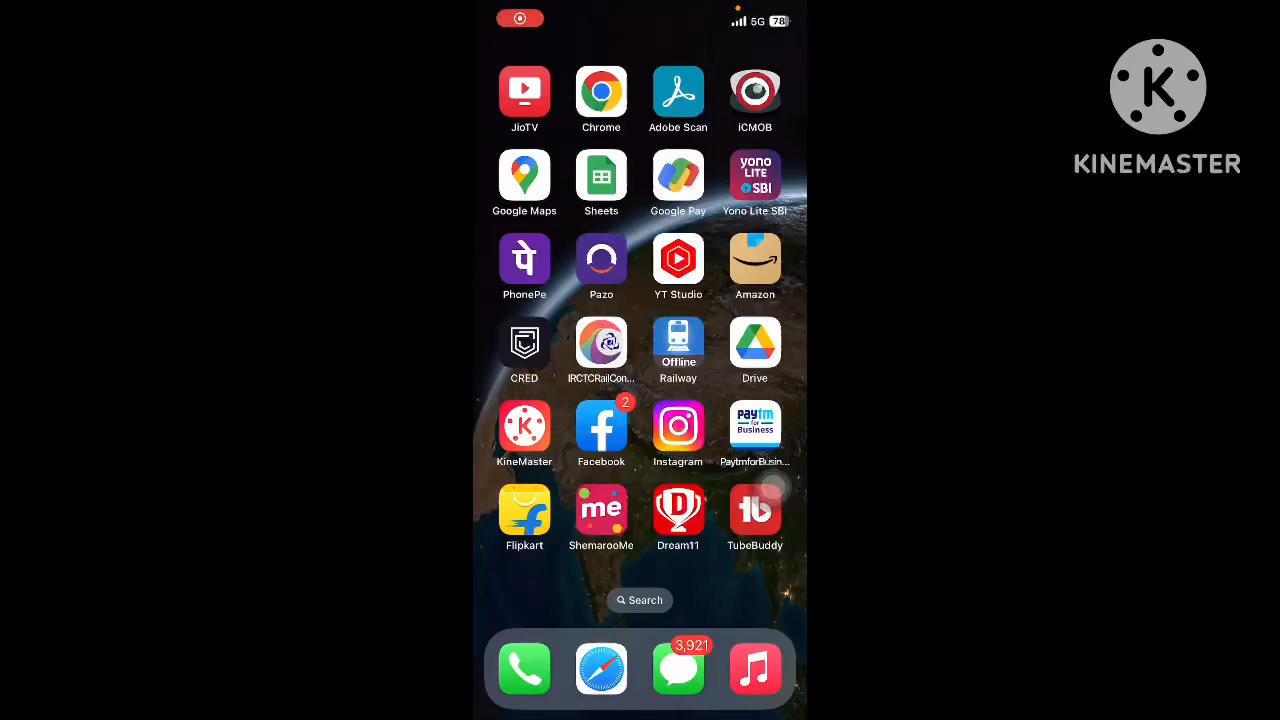 5G 78
KINEMASTER
JioTV Chrome Adobe Scan iCMOB
yono
LITE
SBI
Google Maps Sheets Google Pay Yono Lite SBI
पे
PhonePe Pazo YT Studio Amazon
Offline
CRED IRCTCRailCon... Railway Drive
2
paytm
for
Business
KineMaster Facebook Instagram PaytmforBusin...
me
Flipkart ShemarooMe Dream11 TubeBuddy
Search
3,921